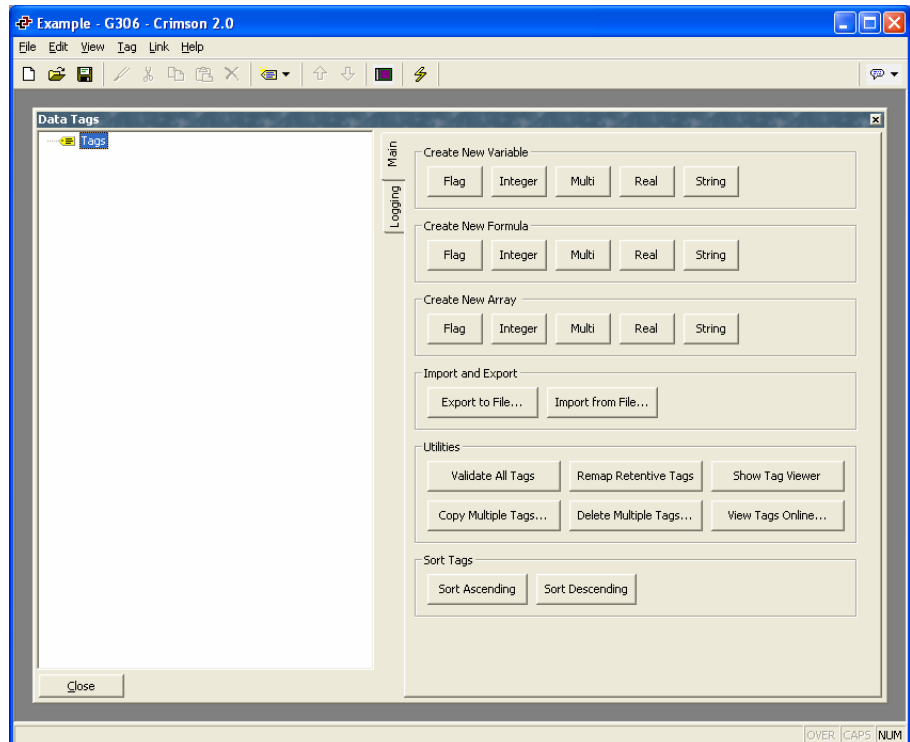 Example - G306 - Crimson 2.0
File Edit View Tag Link Help
Data Tags
Tags
Main
Logging
Create New Variable
Flag Integer Multi Real String
Create New Formula
Flag Integer Multi Real String
Create New Array
Flag Integer Multi Real String
Import and Export
Export to File... Import from File...
Utilities
Validate All Tags Remap Retentive Tags Show Tag Viewer
Copy Multiple Tags... Delete Multiple Tags... View Tags Online...
Sort Tags
Sort Ascending Sort Descending
Close
OVER CAPS NUM